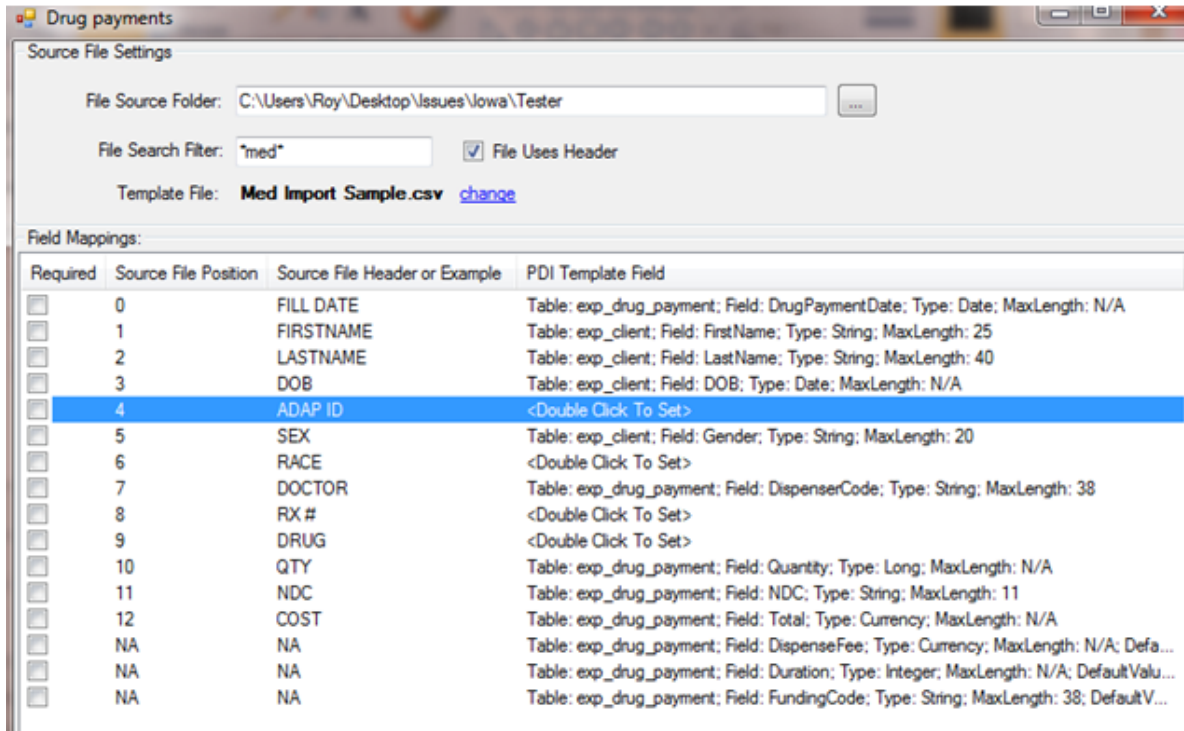 Drug payments
Source File Settings
File Source Folder: C:\Users\Roy\Desktop\Issues\Iowa\Tester ...
File Search Filter: *med* File Uses Header
Template File: Med Import Sample.csv change
Field Mappings:
Required Source File Position Source File Header or Example PDI Template Field
0 FILL DATE Table: exp_drug_payment; Field: DrugPaymentDate; Type: Date; MaxLength: N/A
1 FIRSTNAME Table: exp_client; Field: FirstName; Type: String; MaxLength: 25
2 LASTNAME Table: exp_client; Field: LastName; Type: String; MaxLength: 40
3 DOB Table: exp_client; Field: DOB; Type: Date; MaxLength: N/A
4 ADAP ID <Double Click To Set>
5 SEX Table: exp_client; Field: Gender; Type: String; MaxLength: 20
6 RACE <Double Click To Set>
7 DOCTOR Table: exp_drug_payment; Field: DispenserCode; Type: String; MaxLength: 38
8 RX # <Double Click To Set>
9 DRUG <Double Click To Set>
10 QTY Table: exp_drug_payment; Field: Quantity; Type: Long; MaxLength: N/A
11 NDC Table: exp_drug_payment; Field: NDC; Type: String; MaxLength: 11
12 COST Table: exp_drug_payment; Field: Total; Type: Currency; MaxLength: N/A
NA NA Table: exp_drug_payment; Field: DispenseFee; Type: Currency; MaxLength: N/A; Defa...
NA NA Table: exp_drug_payment; Field: Duration; Type: Integer; MaxLength: N/A; DefaultValu...
NA NA Table: exp_drug_payment; Field: FundingCode; Type: String; MaxLength: 38; DefaultV...